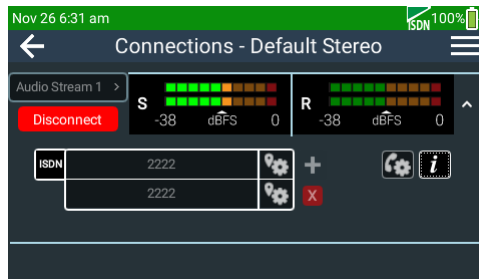 Nov 26 6:31 am ISDN 100%
Connections - Default Stereo
Audio Stream 1 >
Disconnect
S -38 dBFS 0
R -38 dBFS 0
ISDN 2222
2222 X
i